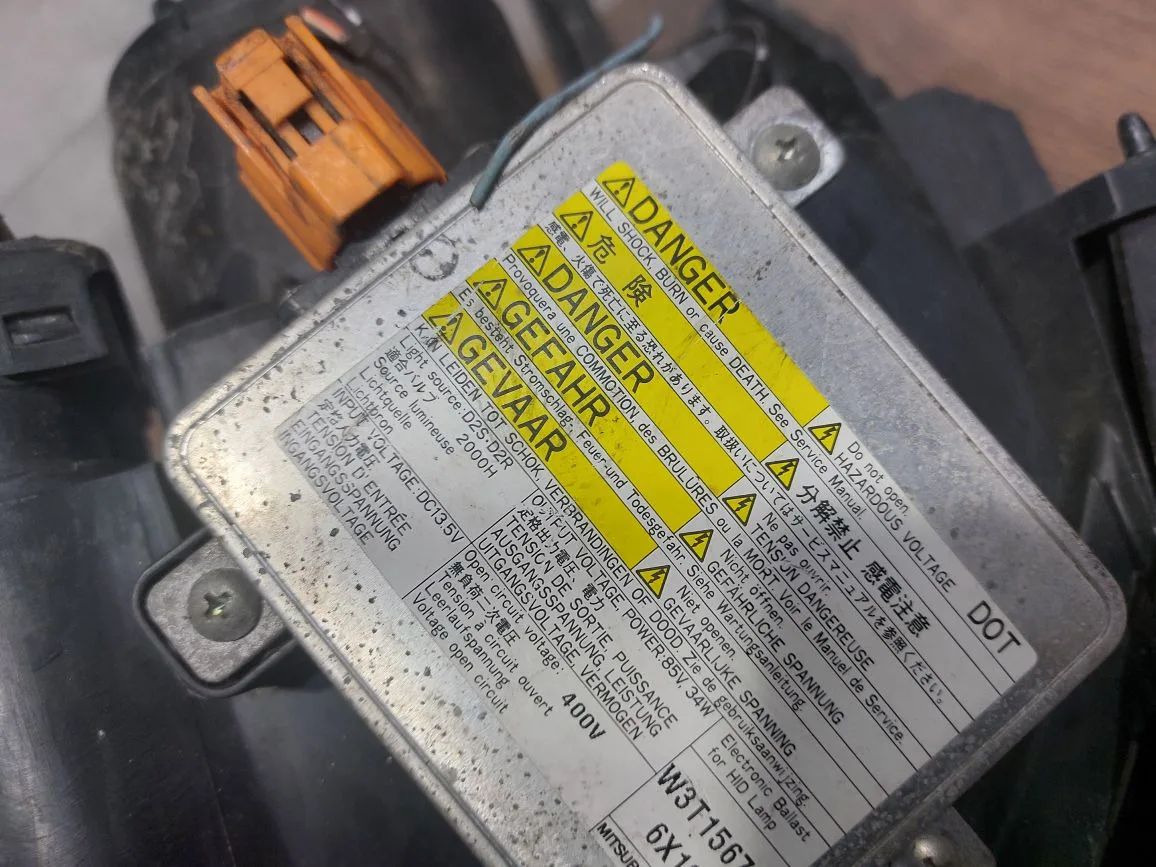 DANGER
WILL SHOCK BURN or cause DEATH. See Service Manual.
Do not open.
HAZARDOUS VOLTAGE
DOT
危険
感電、火傷で死亡に至る恐れがあります。取扱いについてはサービスマニュアルを参照ください。
分解禁止 感電注意
DANGER
Provoquera une COMMOTION des BRULURES ou la MORT. Voir le Manuel de Service.
Ne pas ouvrir.
TENSION DANGEREUSE
GEFAHR
Es besteht Stromschlag, Feuer-und Todesgefahr. Siehe Wartungsanleitung
Nicht öffnen.
GEFÄHRLICHE SPANNUNG
GEVAAR
KAN LEIDEN TOT SCHOK, VERBRANDINGEN OF DOOD. Zie de gebruiksaanwijzing
Niet openen.
GEVAARLIJKE SPANNING
Light source: D2S·D2R
適合バルブ 2000H
Source lumineuse
Lichtquelle
Lichtbron
INPUT VOLTAGE: DC13.5V
定格入力電圧
TENSION D' ENTRÉE
EINGANGSSPANNUNG
INGANGSVOLTAGE
OUTPUT VOLTAGE, POWER: 85V, 34W
定格出力電圧、電力
TENSION DE SORTIE, PUISSANCE
AUSGANGSSPANNUNG, LEISTUNG
UITGANGSVOLTAGE, VERMOGEN
Open circuit voltage.
無負荷二次電圧
Tension à circuit ouvert
Leerlaufspannung
Voltage open circuit
400V
Electronic Ballast
for HID Lamp
W3T1567
6X1
MITSUB